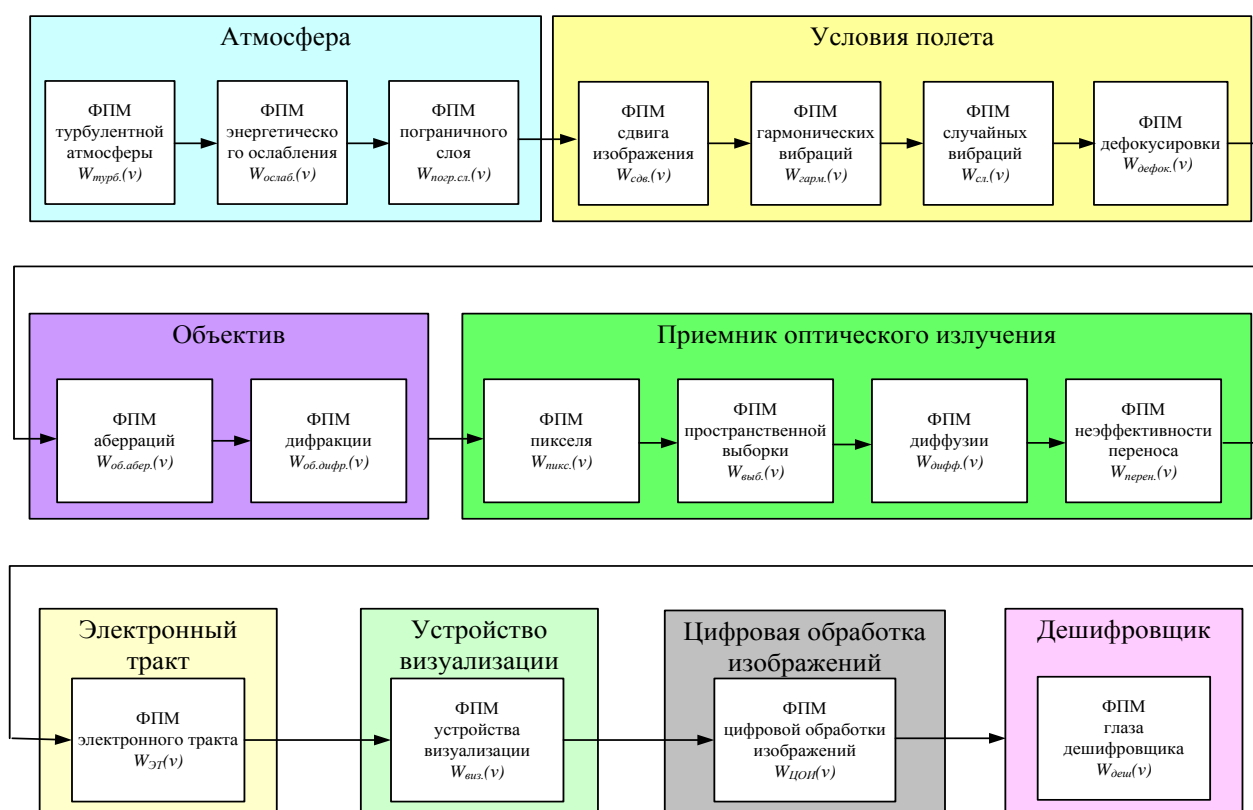 Атмосфера
ФПМ
турбулентной
атмосферы
Wтурб.(ν)
ФПМ
энергетическо
го ослабления
Wослаб.(ν)
ФПМ
пограничного
слоя
Wпогр.сл.(ν)
Условия полета
ФПМ
сдвига
изображения
Wсдв.(ν)
ФПМ
гармонических
вибраций
Wгарм.(ν)
ФПМ
случайных
вибраций
Wсл.(ν)
ФПМ
дефокусировки
Wдефок.(ν)
Объектив
ФПМ
аберраций
Wоб.абер.(ν)
ФПМ
дифракции
Wоб.дифр.(ν)
Приемник оптического излучения
ФПМ
пикселя
Wпикс.(ν)
ФПМ
пространственной
выборки
Wвыб.(ν)
ФПМ
диффузии
Wдифф.(ν)
ФПМ
неэффективности
переноса
Wперен.(ν)
Электронный
тракт
ФПМ
электронного тракта
WЭТ(ν)
Устройство
визуализации
ФПМ
устройства
визуализации
Wвиз.(ν)
Цифровая обработка
изображений
ФПМ
цифровой обработки
изображений
WЦОИ(ν)
Дешифровщик
ФПМ
глаза
дешифровщика
Wдеш(ν)